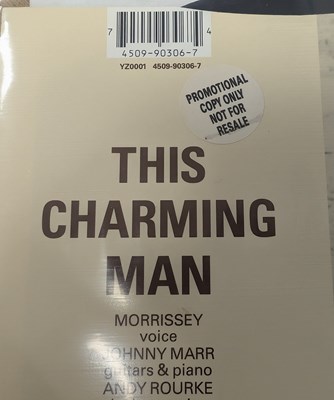 7 4
4509-90306-7
YZ0001 4509-90306-7
PROMOTIONAL
COPY ONLY
NOT FOR
RESALE
THIS
CHARMING
MAN
MORRISSEY
voice
JOHNNY MARR
guitars & piano
ANDY ROURKE